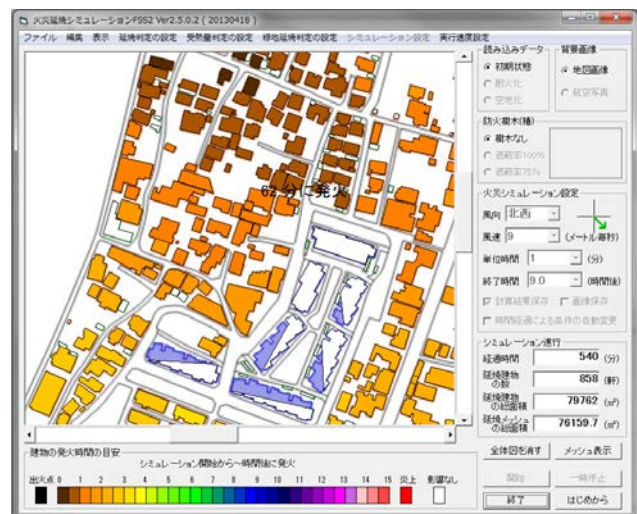 火災延焼シミュレーションFSS2 Ver2.5.0.2 ( 20130418 )
ファイル 編集 表示 延焼判定の設定 受熱量判定の設定 緑地延焼判定の設定 シミュレーション設定 実行速度設定
読み込みデータ
初期状態
耐火化
空地化
背景画像
地図画像
航空写真
防火樹木(種)
樹木なし
遮蔽率100%
遮蔽率75%
62 分に発火
火災シミュレーション設定
風向 北西
風速 9 (メートル毎秒)
単位時間 1 (分)
終了時間 9.0 (時間後)
計算結果保存 画像保存
時間経過による条件の自動変更
シミュレーション進行
経過時間 540 (分)
延焼建物の数 858 (軒)
延焼建物の総面積 79762 (㎡)
延焼メッシュの総面積 76159.7 (㎡)
全体図を消す メッシュ表示
開始 一時停止
終了 はじめから
建物の発火時間の目安
シミュレーション開始から～時間後に発火
出火点 0 1 2 3 4 5 6 7 8 9 10 11 12 13 14 15 炎上 影響なし